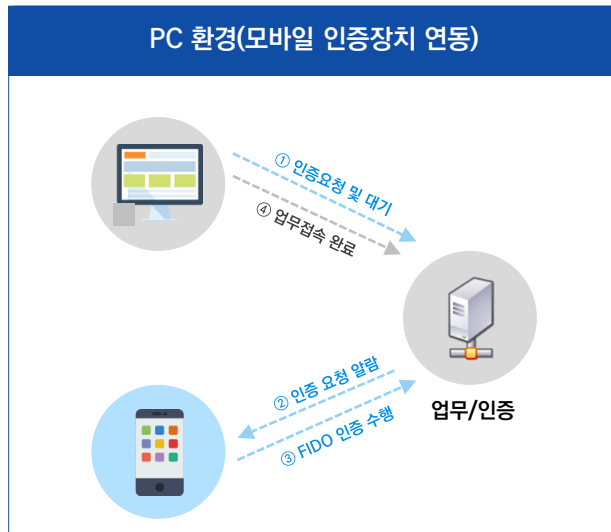 PC 환경(모바일 인증장치 연동)
① 인증요청 및 대기
④ 업무접속 완료
② 인증 요청 알람
③ FIDO 인증 수행
업무/인증